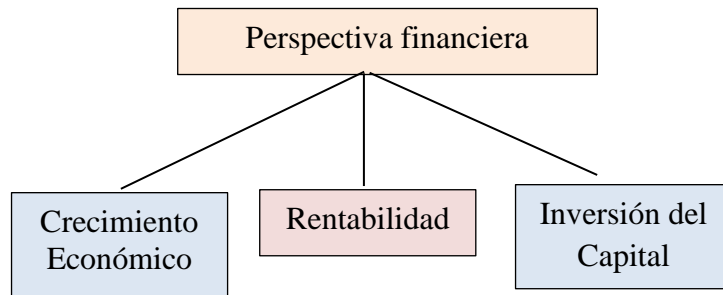 Perspectiva financiera
Crecimiento
Económico
Rentabilidad
Inversión del
Capital